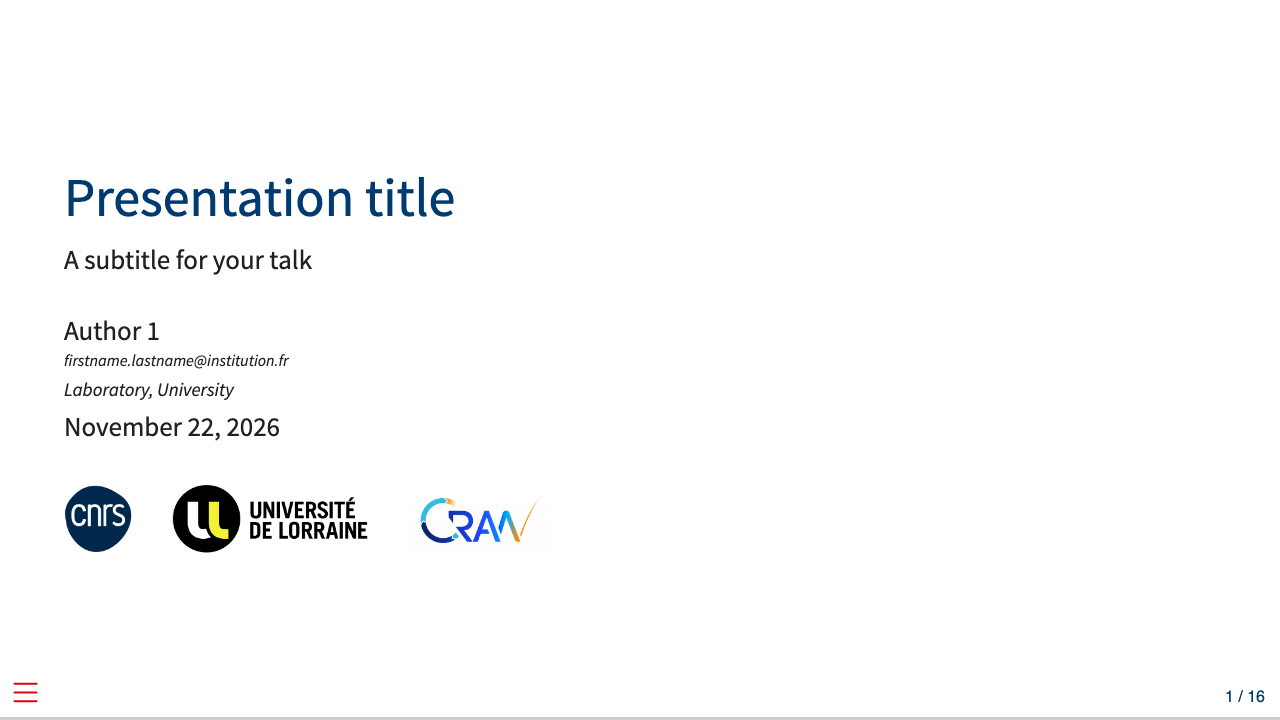 Presentation title
A subtitle for your talk
Author 1
firstname.lastname@institution.fr
Laboratory, University
November 22, 2026
cnrs
UNIVERSITÉ
DE LORRAINE
CRAN
1 / 16